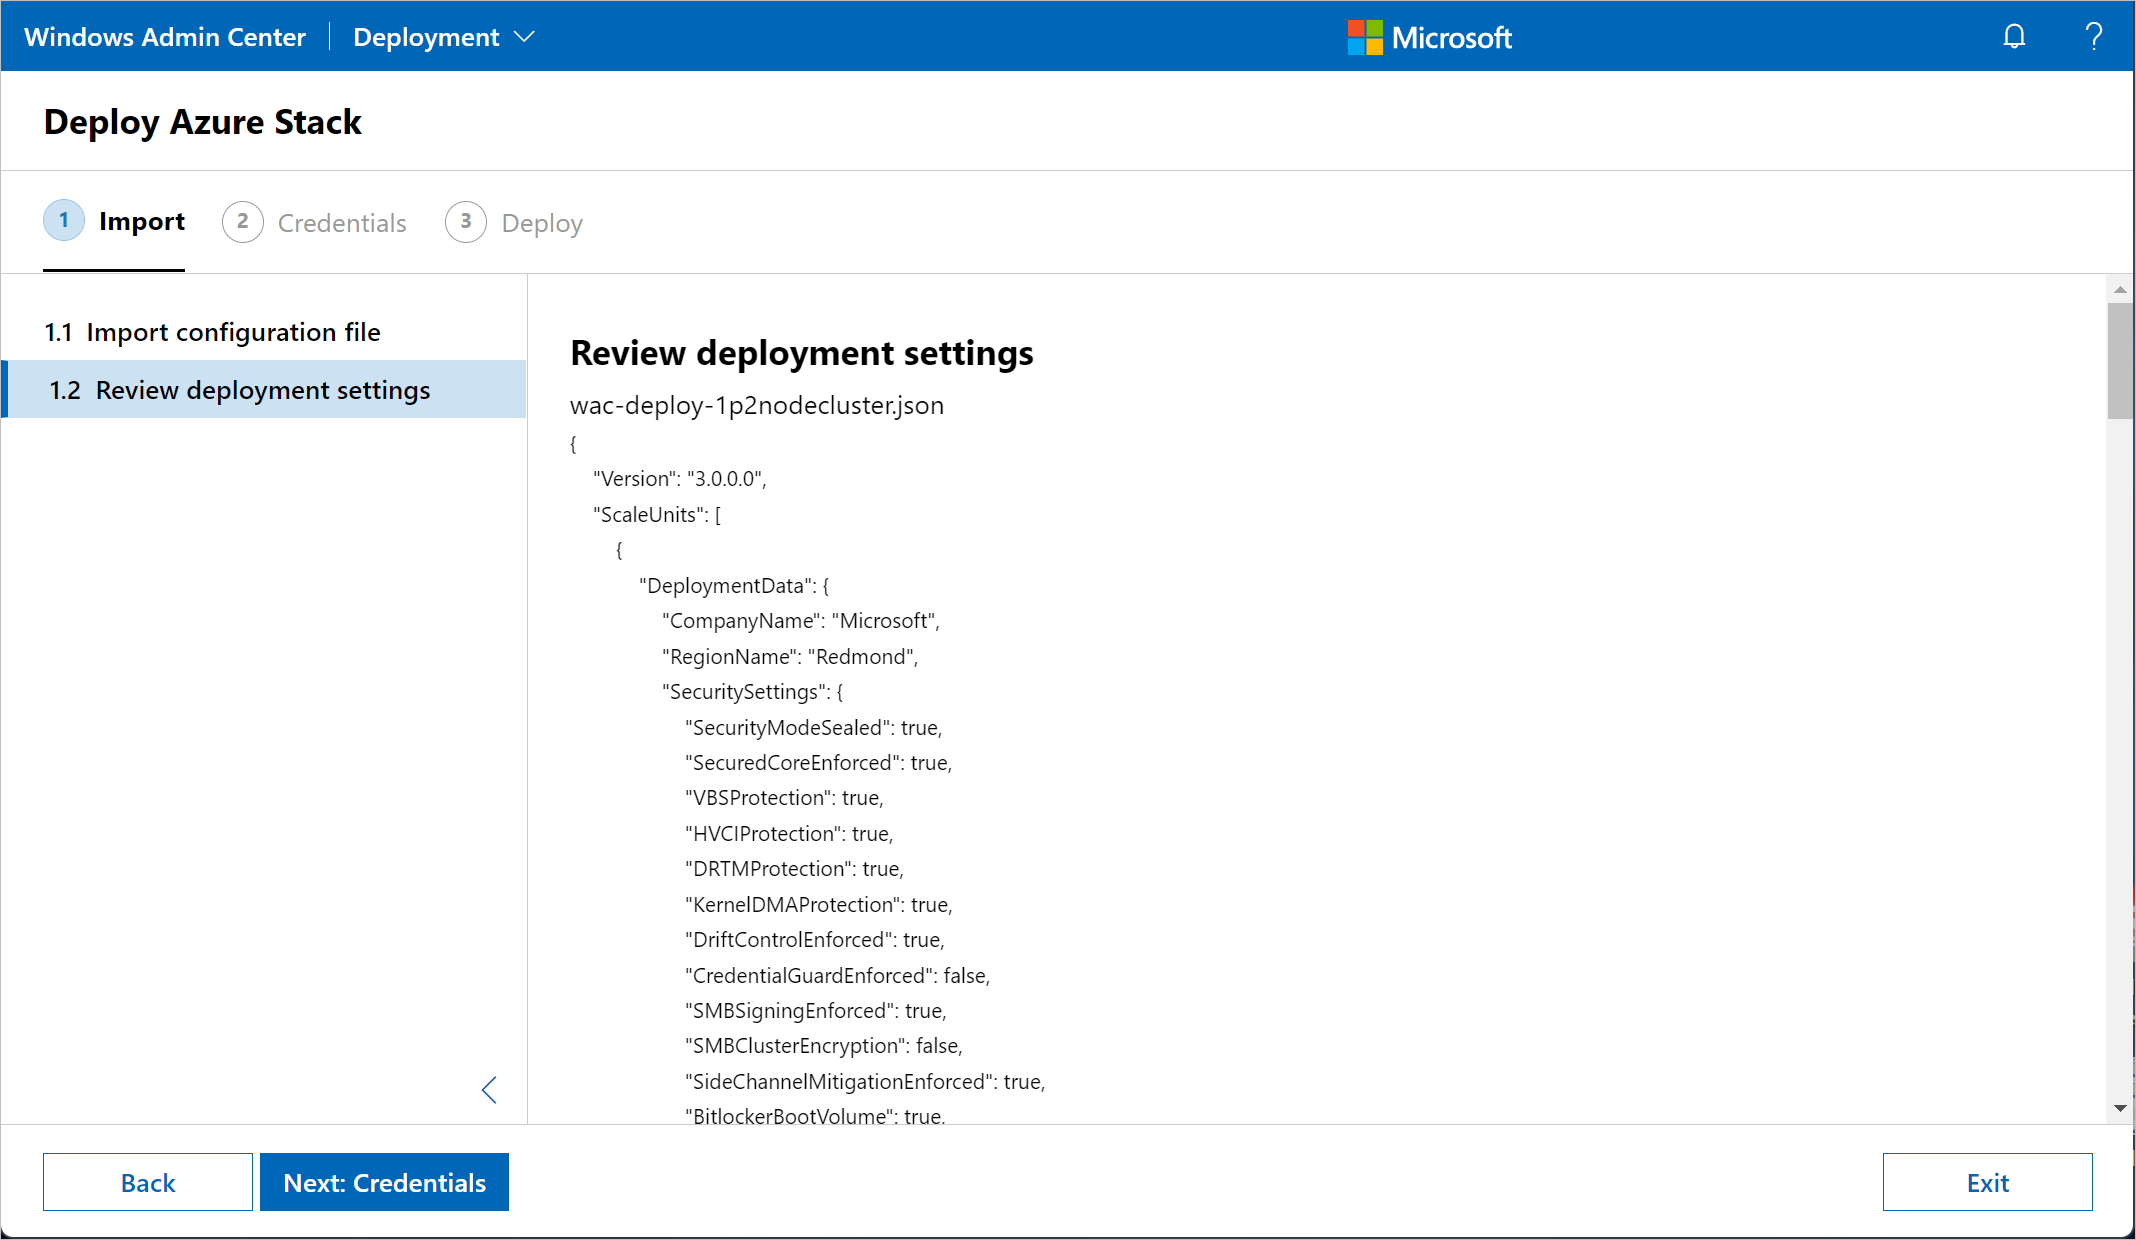 Windows Admin Center Deployment
Microsoft
?
Deploy Azure Stack
1 Import 2 Credentials 3 Deploy
1.1 Import configuration file
1.2 Review deployment settings
Review deployment settings
wac-deploy-1p2nodecluster.json
{
"Version": "3.0.0.0",
"ScaleUnits": [
{
"DeploymentData": {
"CompanyName": "Microsoft",
"RegionName": "Redmond",
"SecuritySettings": {
"SecurityModeSealed": true,
"SecuredCoreEnforced": true,
"VBSProtection": true,
"HVCIProtection": true,
"DRTMProtection": true,
"KernelDMAProtection": true,
"DriftControlEnforced": true,
"CredentialGuardEnforced": false,
"SMBSigningEnforced": true,
"SMBClusterEncryption": false,
"SideChannelMitigationEnforced": true,
"BitlockerBootVolume": true,
Back
Next: Credentials
Exit